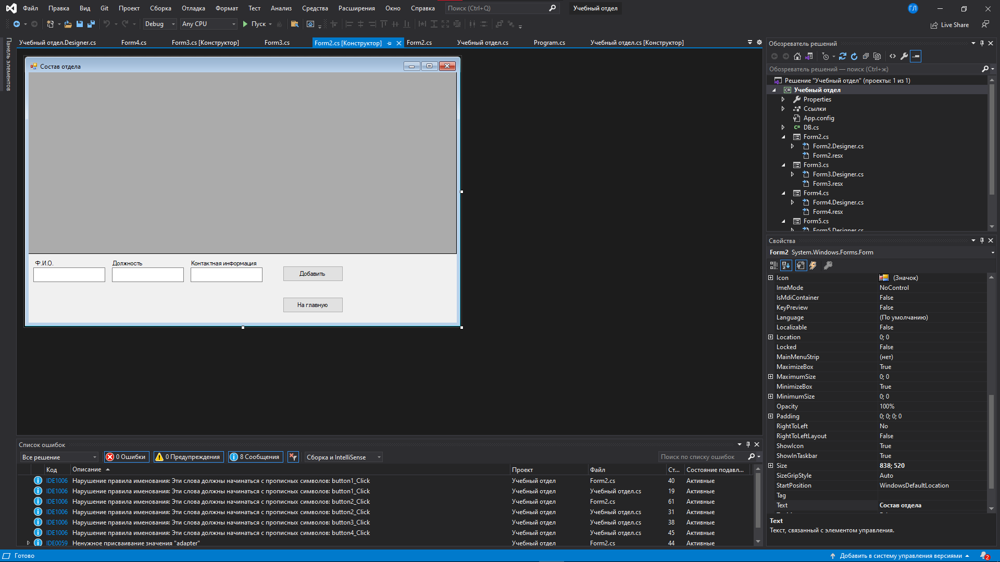 Файл Правка Вид Git Проект Сборка Отладка Формат Тест Анализ Средства Расширения Окно Справка Поиск (Ctrl+Q) Учебный отдел ГЛ
Debug Any CPU Пуск Live Share
Панель элементов
Учебный отдел.Designer.cs Form4.cs Form3.cs [Конструктор] Form3.cs Form2.cs [Конструктор] Form2.cs Учебный отдел.cs Program.cs Учебный отдел.cs [Конструктор]
Состав отдела
Ф.И.О. Должность Контактная информация
Добавить
На главную
Обозреватель решений
Обозреватель решений — поиск (Ctrl+ж)
Решение "Учебный отдел" (проекты: 1 из 1)
Учебный отдел
Properties
Ссылки
App.config
DB.cs
Form2.cs
Form2.Designer.cs
Form2.resx
Form3.cs
Form3.Designer.cs
Form3.resx
Form4.cs
Form4.Designer.cs
Form4.resx
Form5.cs
Form5.Designer.cs
Свойства
Form2 System.Windows.Forms.Form
Icon (Значок)
ImeMode NoControl
IsMdiContainer False
KeyPreview False
Language (По умолчанию)
Localizable False
Location 0; 0
Locked False
MainMenuStrip (нет)
MaximizeBox True
MaximumSize 0; 0
MinimizeBox True
MinimumSize 0; 0
Opacity 100%
Padding 0; 0; 0; 0
RightToLeft No
RightToLeftLayout False
ShowIcon True
ShowInTaskbar True
Size 838; 520
SizeGripStyle Auto
StartPosition WindowsDefaultLocation
Tag
Text Состав отдела
Text
Текст, связанный с элементом управления.
Список ошибок
Все решение 0 Ошибки 0 Предупреждения 8 Сообщения Сборка и IntelliSense Поиск по списку ошибок
Код Описание Проект Файл Ст... Состояние подавл...
IDE1006 Нарушение правила именования: Эти слова должны начинаться с прописных символов: button1_Click Учебный отдел Form2.cs 40 Активные
IDE1006 Нарушение правила именования: Эти слова должны начинаться с прописных символов: button1_Click Учебный отдел Учебный отдел.cs 19 Активные
IDE1006 Нарушение правила именования: Эти слова должны начинаться с прописных символов: button2_Click Учебный отдел Form2.cs 61 Активные
IDE1006 Нарушение правила именования: Эти слова должны начинаться с прописных символов: button2_Click Учебный отдел Учебный отдел.cs 31 Активные
IDE1006 Нарушение правила именования: Эти слова должны начинаться с прописных символов: button3_Click Учебный отдел Учебный отдел.cs 38 Активные
IDE1006 Нарушение правила именования: Эти слова должны начинаться с прописных символов: button4_Click Учебный отдел Учебный отдел.cs 45 Активные
IDE0059 Ненужное присваивание значения "adapter" Учебный отдел Form2.cs 44 Активные
Готово Добавить в систему управления версиями 2